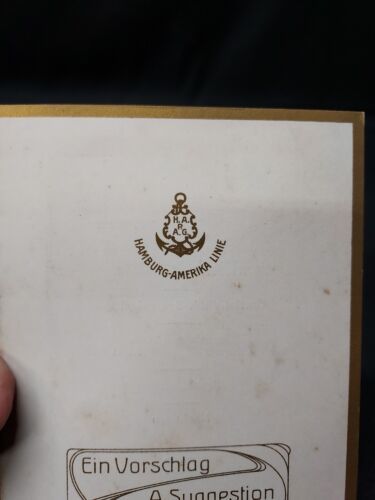 H. A.
P.
A. G.
HAMBURG-AMERIKA LINIE
Ein Vorschlag
A Suggestion